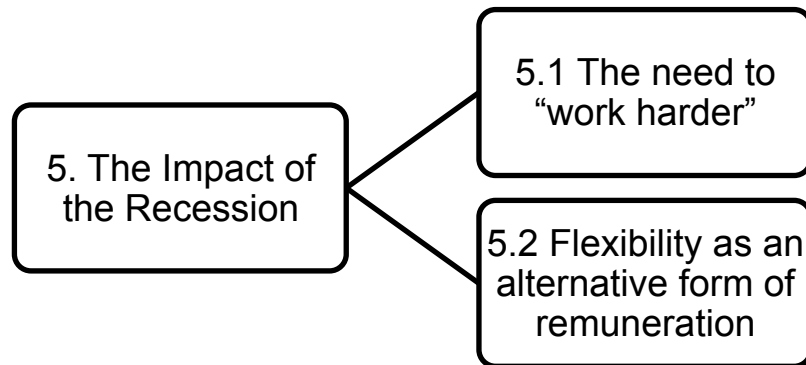 5. The Impact of
the Recession
5.1 The need to
“work harder”
5.2 Flexibility as an
alternative form of
remuneration